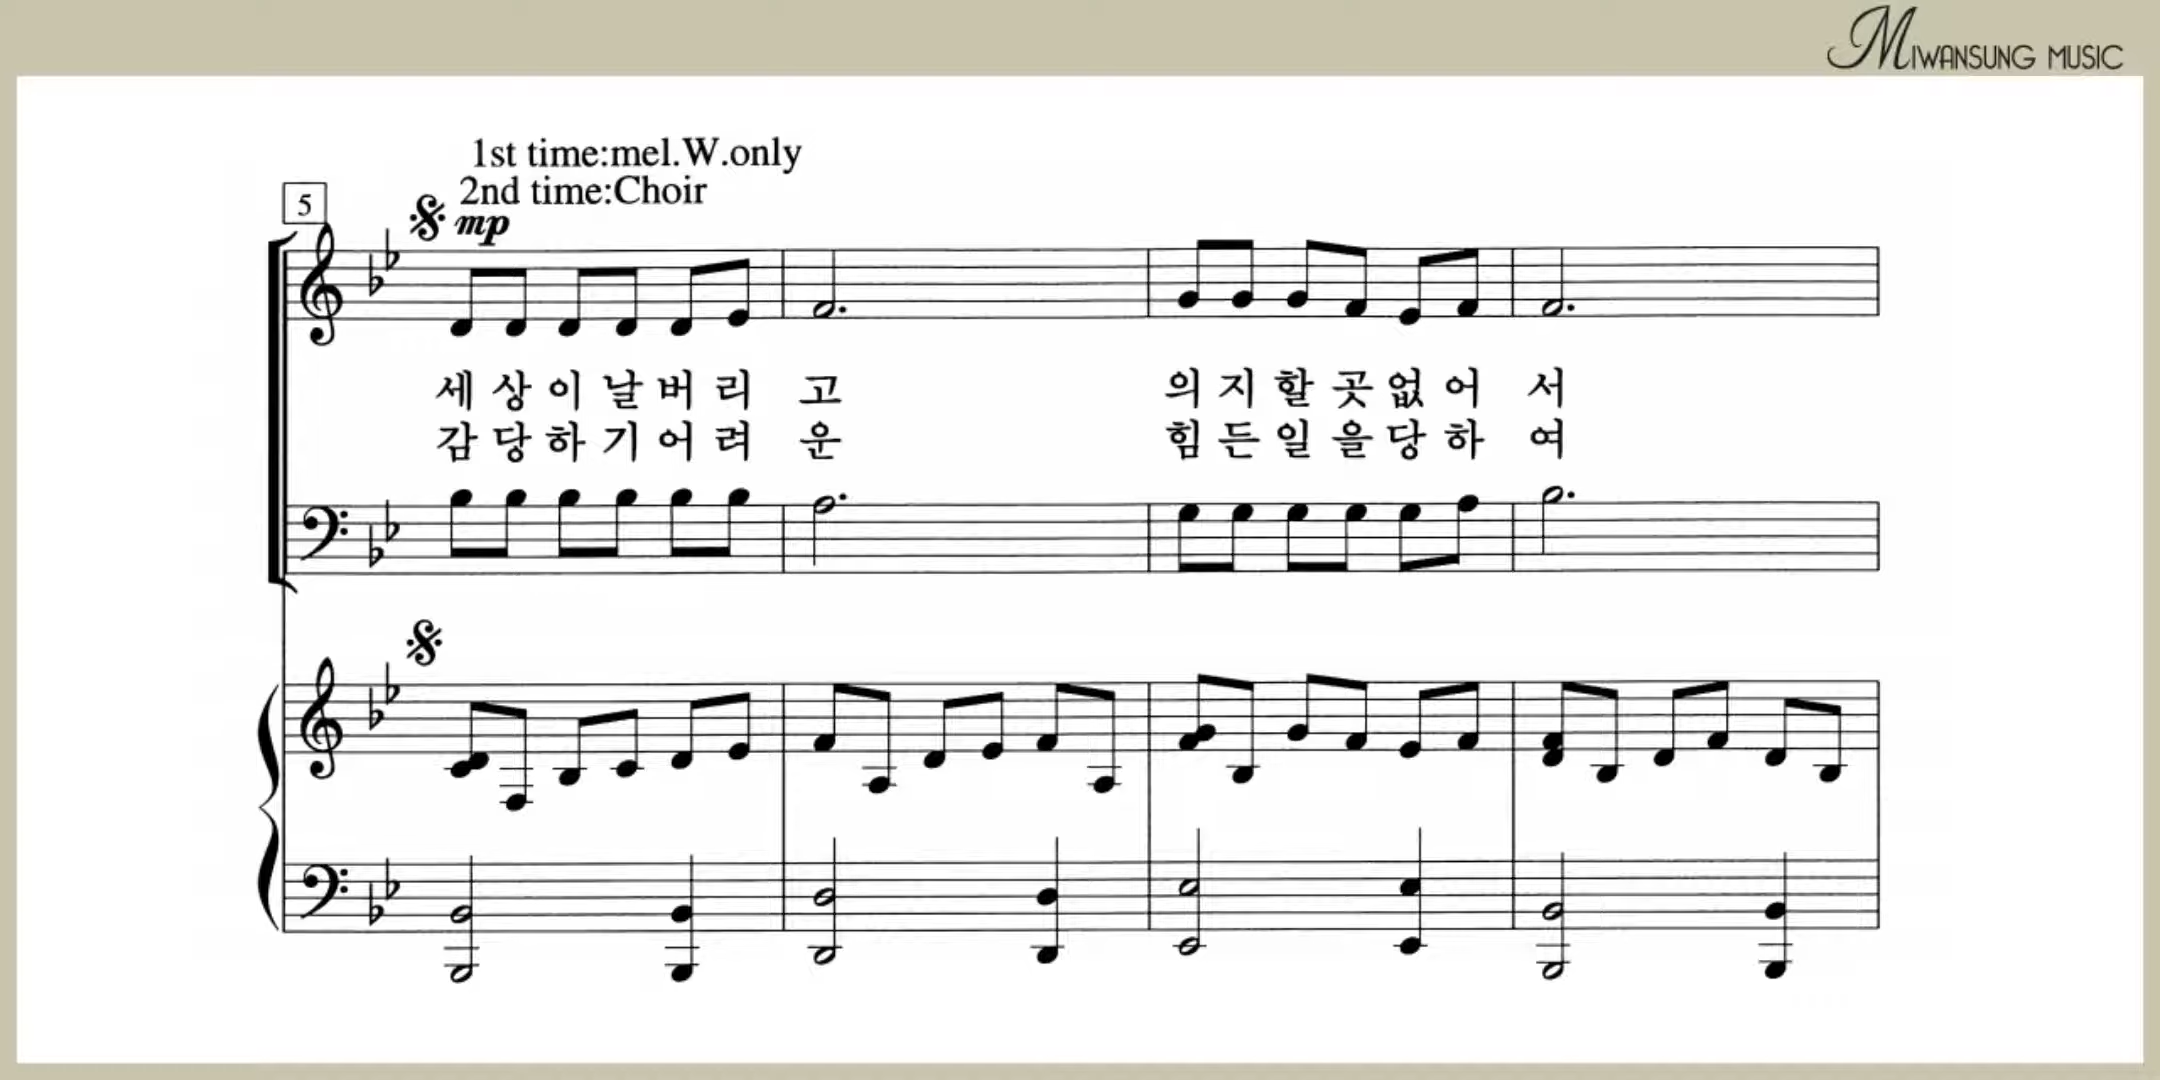 MIWANSUNG MUSIC
1st time:mel.W.only
2nd time:Choir
5
mp
세 상 이 날 버 리 고 의 지 할 곳 없 어 서
감 당 하 기 어 려 운 힘 든 일 을 당 하 여